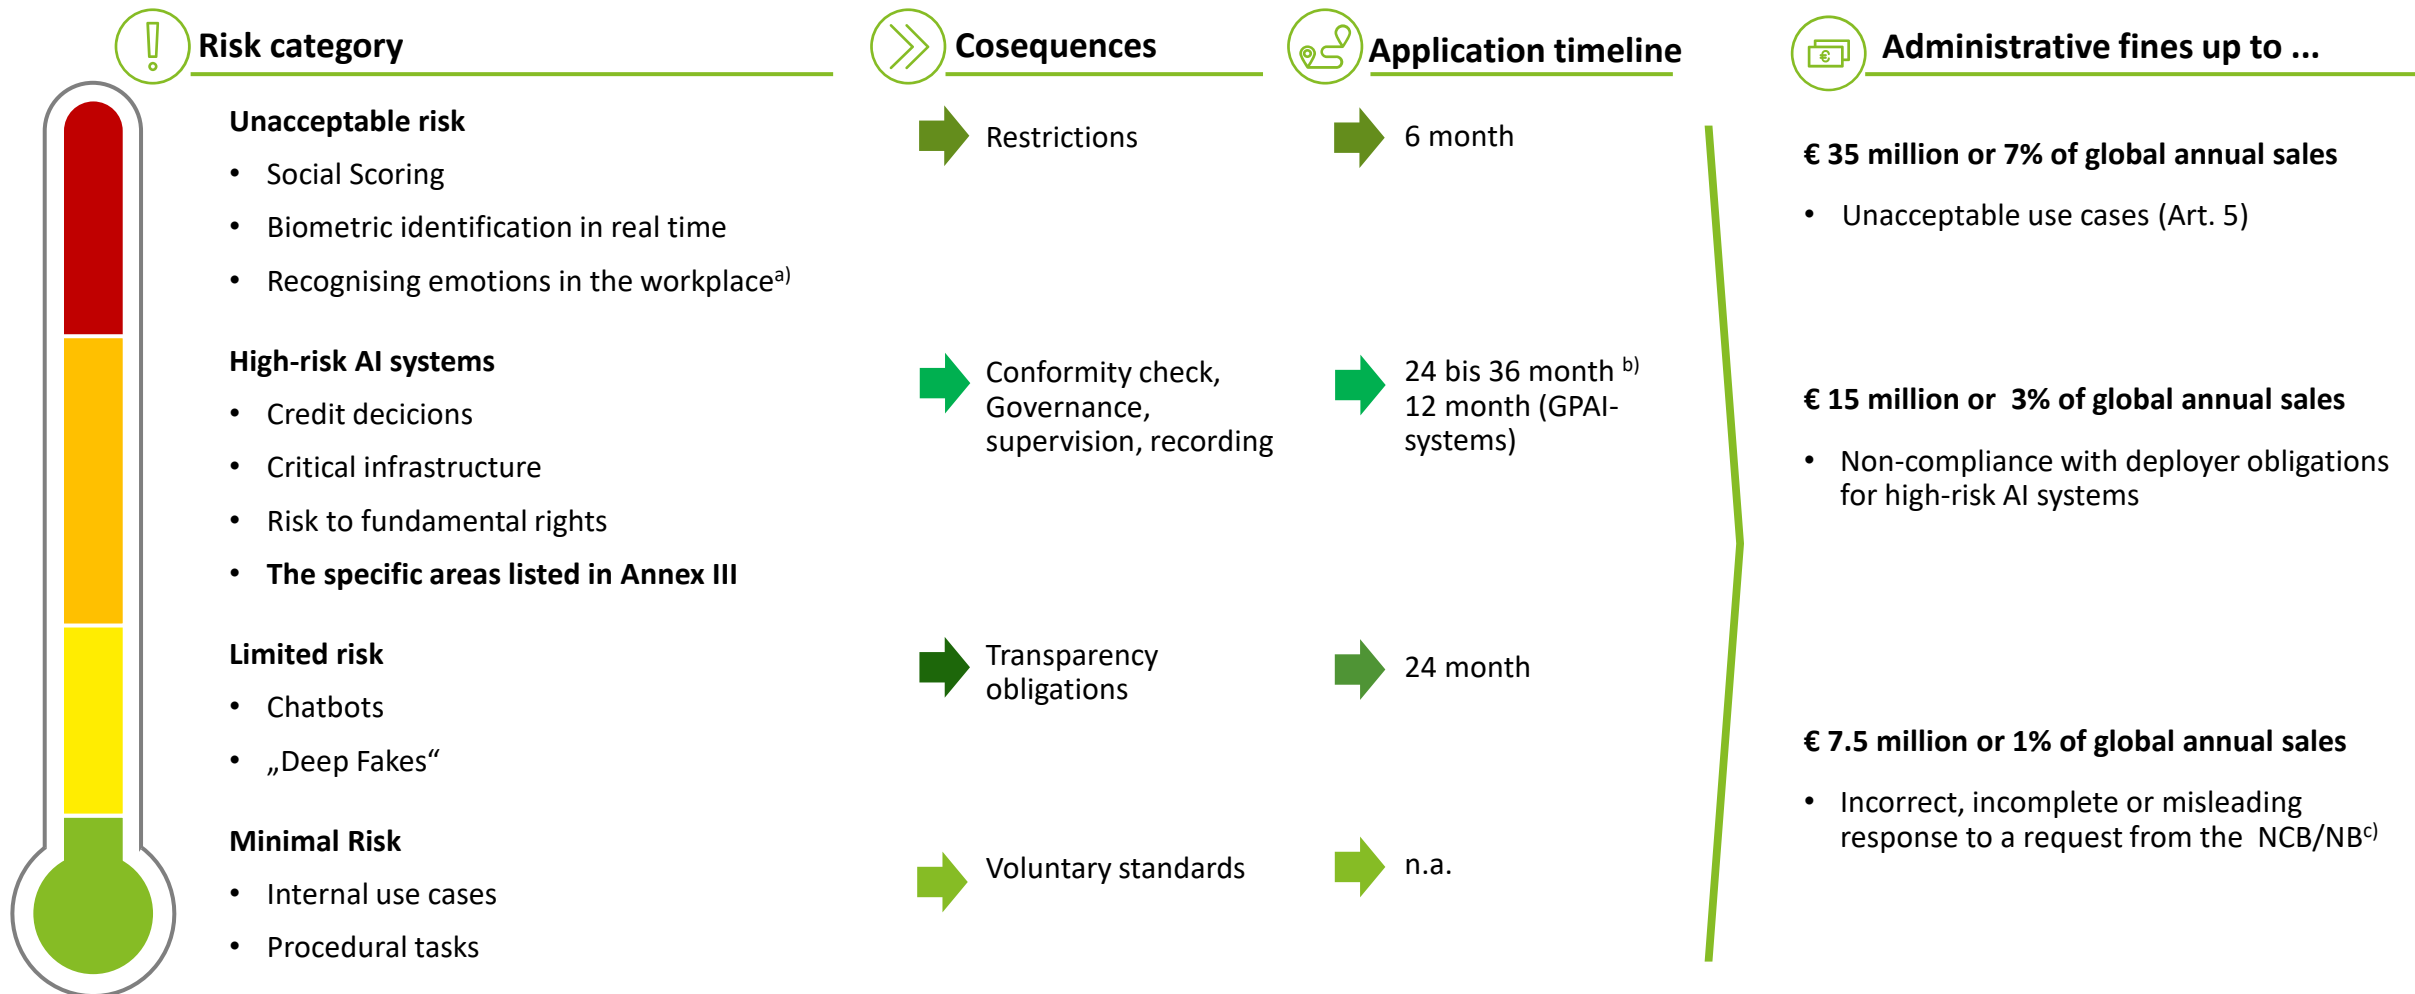 Risk category
Unacceptable risk
• Social Scoring
• Biometric identification in real time
• Recognising emotions in the workplace a)
High-risk AI systems
• Credit decicions
• Critical infrastructure
• Risk to fundamental rights
• The specific areas listed in Annex III
Limited risk
• Chatbots
• „Deep Fakes“
Minimal Risk
• Internal use cases
• Procedural tasks
Cosequences
Restrictions
Conformity check,
Governance,
supervision, recording
Transparency
obligations
Voluntary standards
Application timeline
6 month
24 bis 36 month b)
12 month (GPAI-
systems)
24 month
n.a.
€
Administrative fines up to ...
€ 35 million or 7% of global annual sales
• Unacceptable use cases (Art. 5)
€ 15 million or 3% of global annual sales
• Non-compliance with deployer obligations
for high-risk AI systems
€ 7.5 million or 1% of global annual sales
• Incorrect, incomplete or misleading
response to a request from the NCB/NB c)